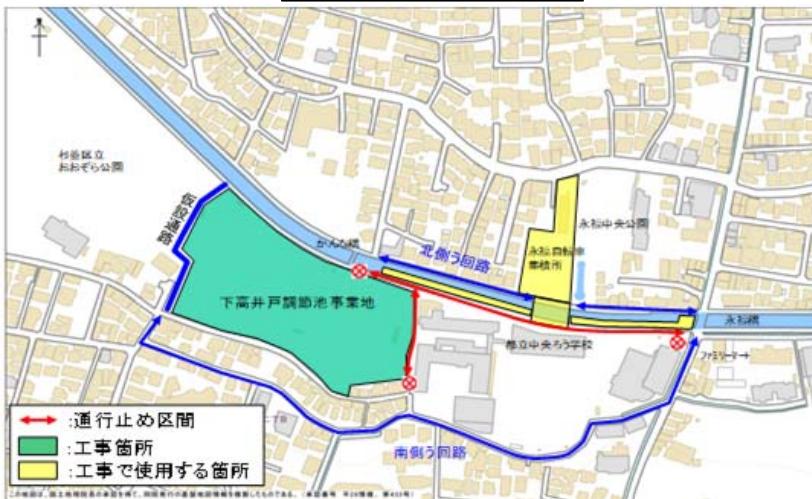 杉並区立
おおぞら公園
仮設通路
かんな橋
北側う回路
永福中央公園
永福自転車
集積所
下高井戸調節池事業地
都立中央ろう学校
永福橋
ファミリーマート
南側う回路
:通行止め区間
:工事箇所
:工事で使用する箇所